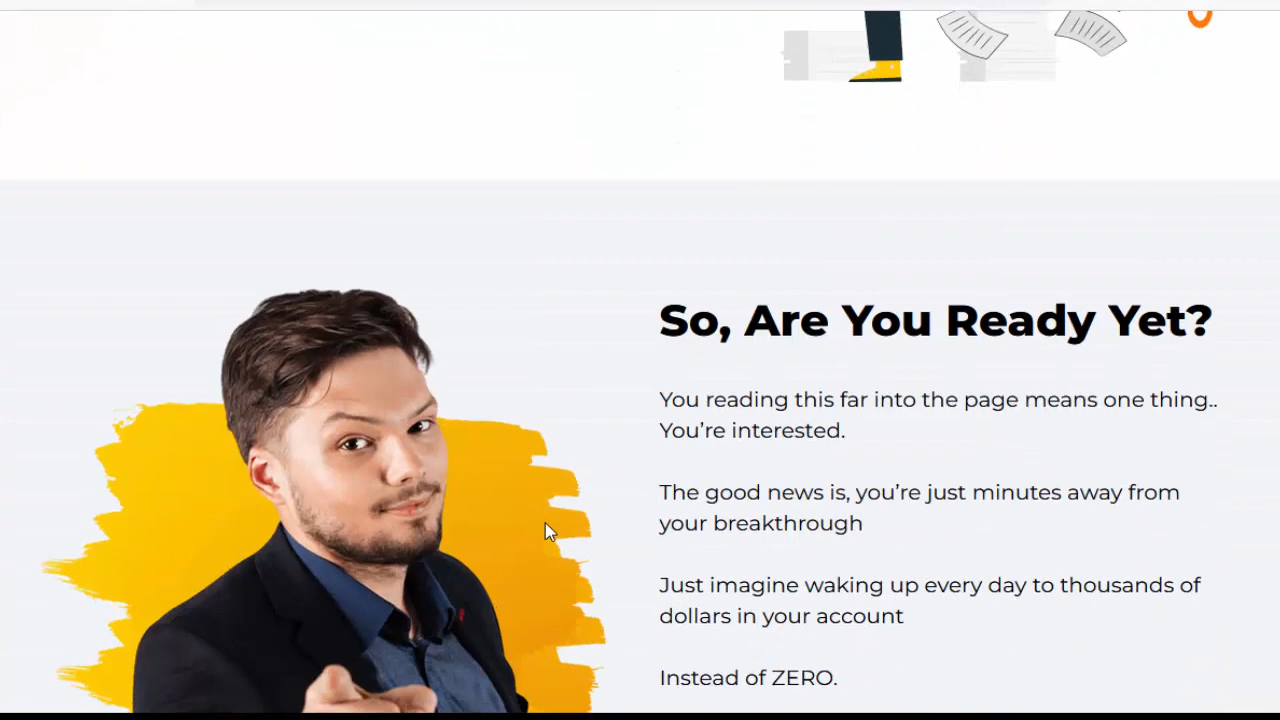 So, Are You Ready Yet?
You reading this far into the page means one thing..
You’re interested.
The good news is, you’re just minutes away from
your breakthrough
Just imagine waking up every day to thousands of
dollars in your account
Instead of ZERO.